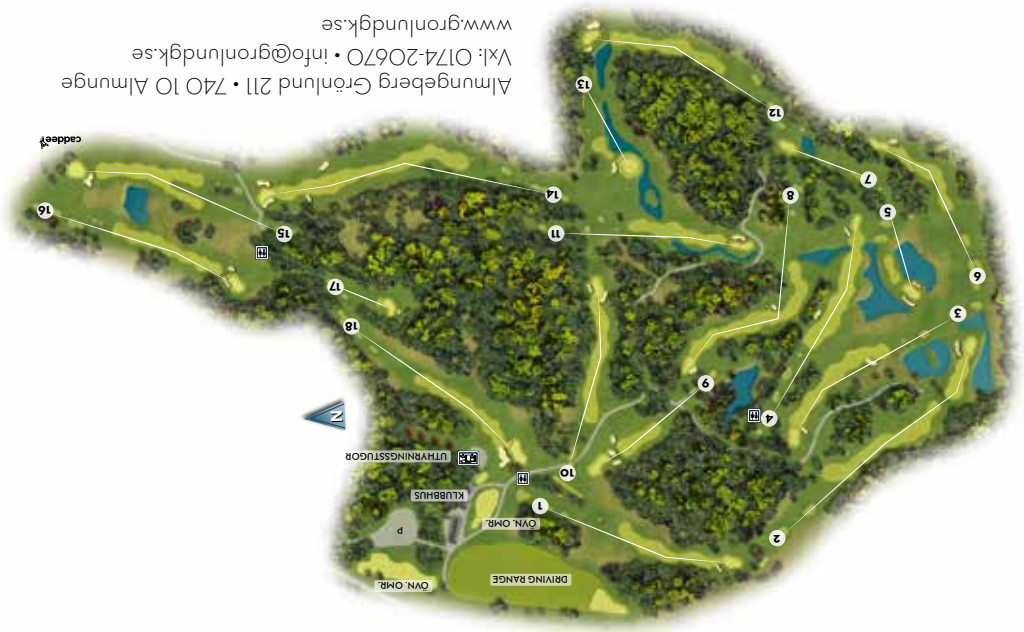 ÖVN. OMR.
DRIVING RANGE
P
2
ÖVN. OMR.
1
KLUBBHUS
10
UTHYRNINGSSTUGOR
4
N
9
18
3
17
6
15
11
5
16
14
8
7
caddee
12
13
Almungeberg Grönlund 211 • 740 10 Almunge
Vxl: 0174-20670 • info@gronlundgk.se
www.gronlundgk.se